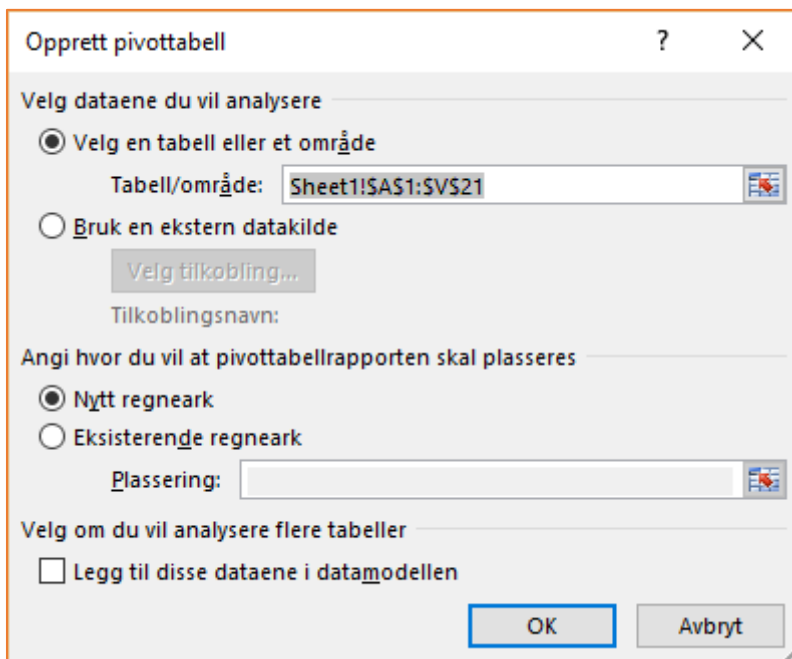 Opprett pivottabell
?
Velg dataene du vil analysere
Velg en tabell eller et område
Tabell/område: Sheet1!$A$1:$V$21
Bruk en ekstern datakilde
Velg tilkobling...
Tilkoblingsnavn:
Angi hvor du vil at pivottabellrapporten skal plasseres
Nytt regneark
Eksisterende regneark
Plassering:
Velg om du vil analysere flere tabeller
Legg til disse dataene i datamodellen
OK Avbryt